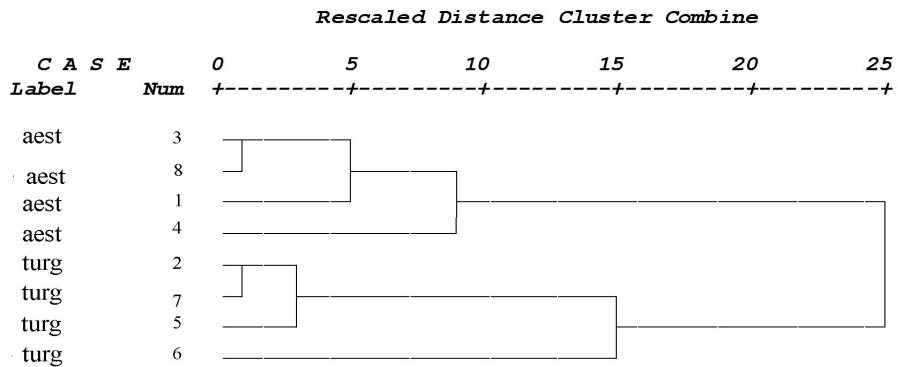 Rescaled Distance Cluster Combine
C A S E 0 5 10 15 20 25
Label Num +---------+---------+---------+---------+---------+
aest 3
aest 8
aest 1
aest 4
turg 2
turg 7
turg 5
turg 6